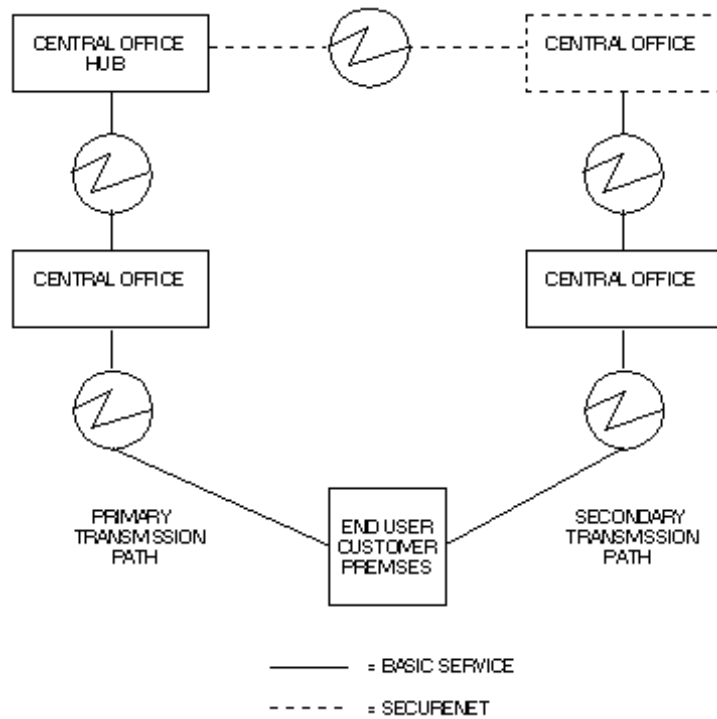 CENTRAL OFFICE
HUB
CENTRAL OFFICE
CENTRAL OFFICE
CENTRAL OFFICE
PRIMARY
TRANSMSSION
PATH
END USER
CUSTOMER
PREMSES
SECONDARY
TRANSMSSION
PATH
= BASIC SERVICE
= SECURENET